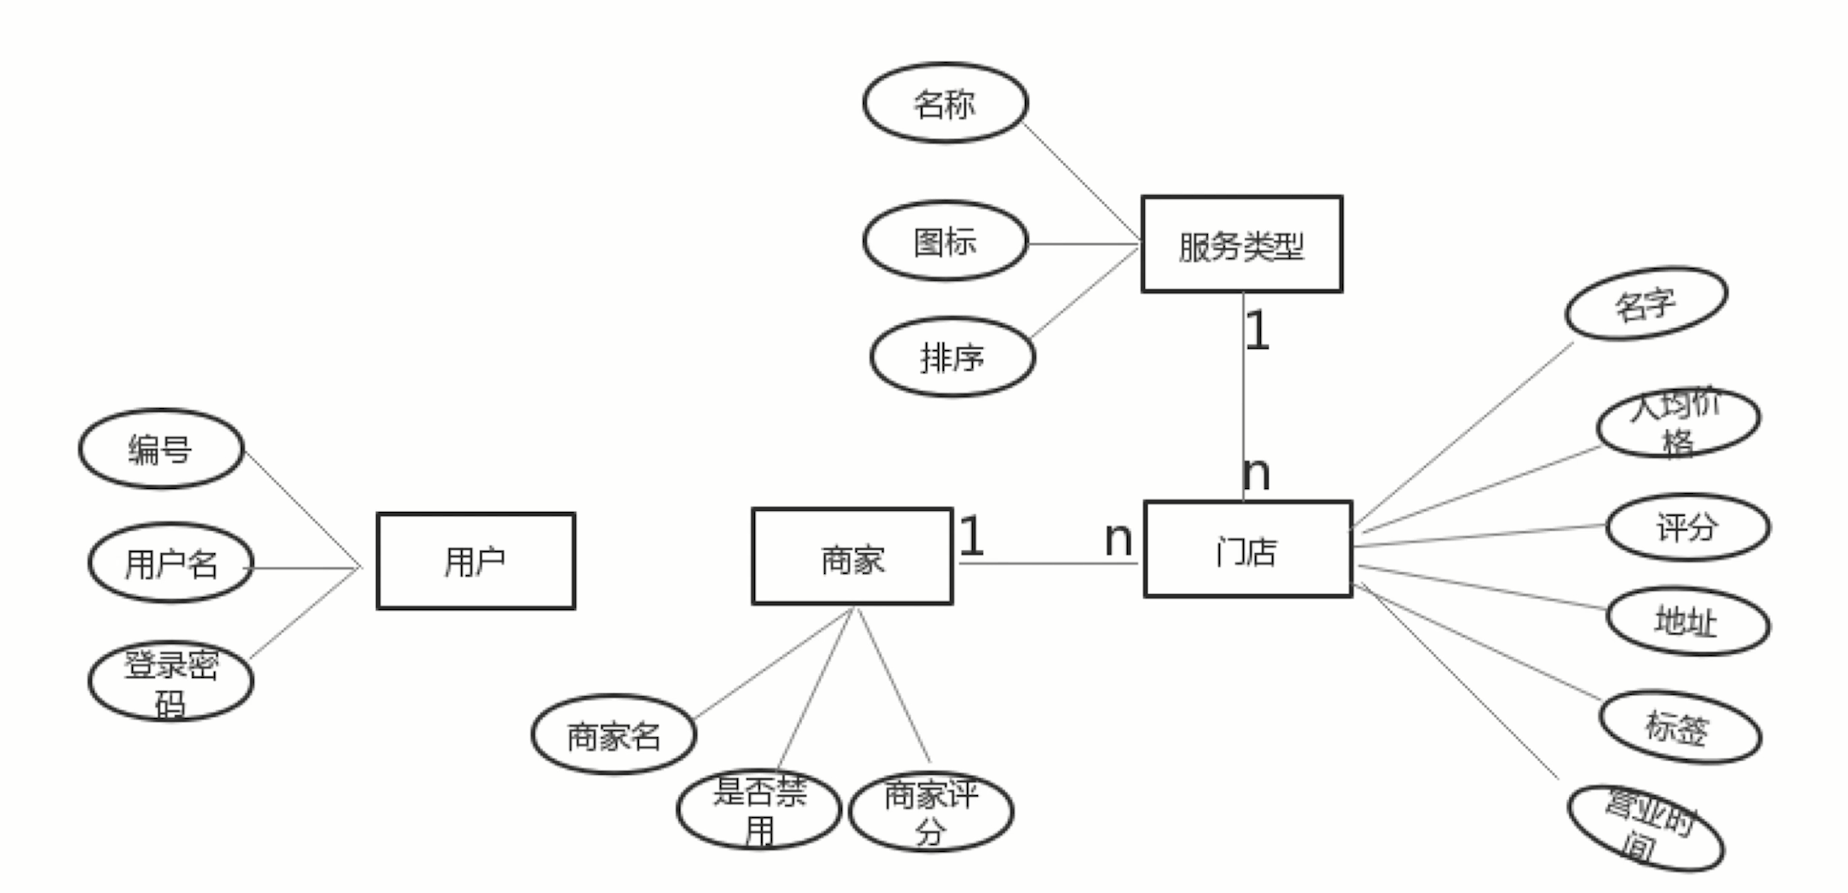 名称
图标
服务类型
排序
1
n
名字
人均价
格
评分
地址
标签
营业时
间
编号
用户名
登录密
码
用户
商家
1
n
门店
商家名
是否禁
用
商家评
分